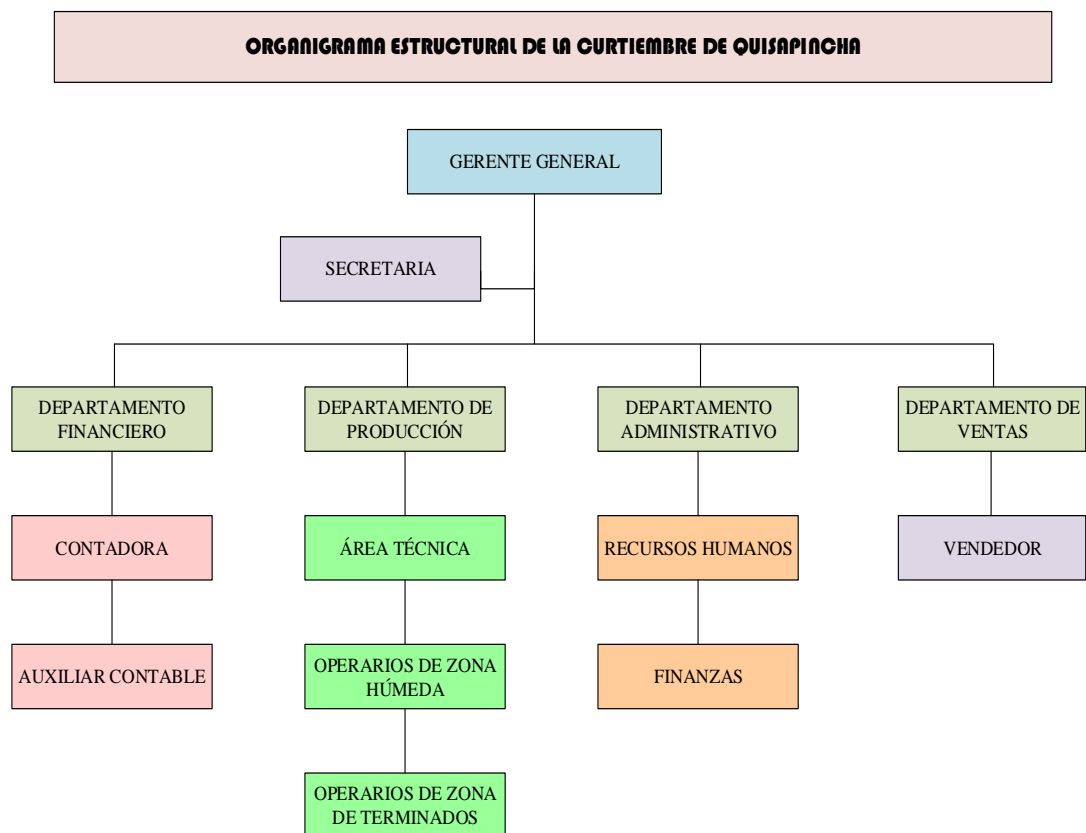 ORGANIGRAMA ESTRUCTURAL DE LA CURTIEMBRE DE QUISAPINCHA
GERENTE GENERAL
SECRETARIA
DEPARTAMENTO
FINANCIERO
DEPARTAMENTO DE
PRODUCCIÓN
DEPARTAMENTO
ADMINISTRATIVO
DEPARTAMENTO DE
VENTAS
CONTADORA
ÁREA TÉCNICA
RECURSOS HUMANOS
VENDEDOR
AUXILIAR CONTABLE
OPERARIOS DE ZONA
HÚMEDA
FINANZAS
OPERARIOS DE ZONA
DE TERMINADOS